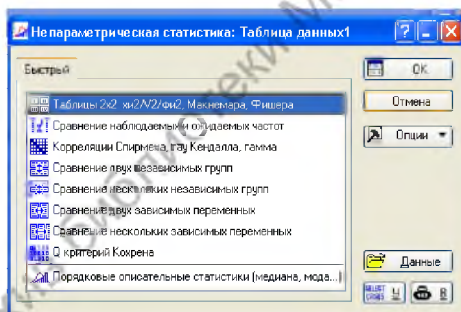 Непараметрическая статистика: Таблица данных1
Быстрый
Таблицы 2x2 хи2/V2/фи2, Макнемара, Фишера
Сравнение наблюдаемых и ожидаемых частот
Корреляции Спирмена, тау Кендалла, гамма
Сравнение двух независимых групп
Сравнение нескольких независимых групп
Сравнение двух зависимых переменных
Сравнение нескольких зависимых переменных
Q критерий Кохрена
Порядковые описательные статистики (медиана, мода...)
OK
Отмена
Опции
Данные
SELECT CASES